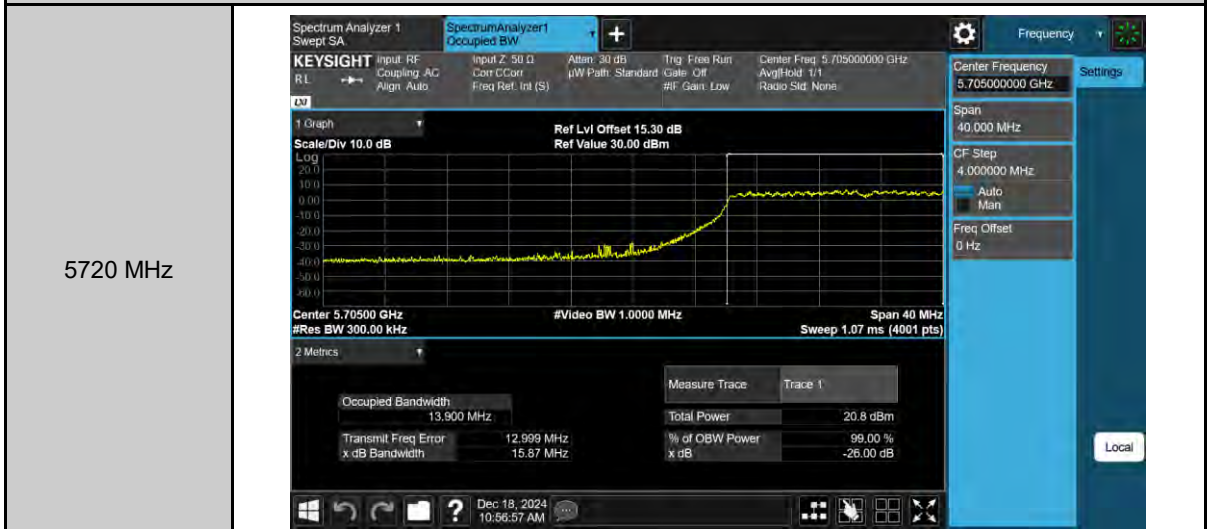 5720 MHz
Spectrum Analyzer 1
Swept SA
SpectrumAnalyzer1
Occupied BW
+
Frequency
KEYSIGHT
Input: RF
Input Z: 50 Ω
Atten: 30 dB
Trig: Free Run
Center Freq: 5.705000000 GHz
RL
Coupling: AC
Corr CCorr
µW Path: Standard
Gate: Off
Avg|Hold: 1/1
Align: Auto
Freq Ref: Int (S)
#IF Gain: Low
Radio Std: None
LXI
Center Frequency
5.705000000 GHz
Settings
Span
40.000 MHz
CF Step
4.000000 MHz
Auto
Man
Freq Offset
0 Hz
Local
1 Graph
Scale/Div 10.0 dB
Ref Lvl Offset 15.30 dB
Ref Value 30.00 dBm
Log
20.0
10.0
0.00
-10.0
-20.0
-30.0
-40.0
-50.0
-60.0
Center 5.70500 GHz
#Video BW 1.0000 MHz
Span 40 MHz
#Res BW 300.00 kHz
Sweep 1.07 ms (4001 pts)
2 Metrics
Measure Trace
Trace 1
Occupied Bandwidth
13.900 MHz
Total Power
20.8 dBm
Transmit Freq Error
12.999 MHz
% of OBW Power
99.00 %
x dB Bandwidth
15.87 MHz
x dB
-26.00 dB
?
Dec 18, 2024
10:56:57 AM